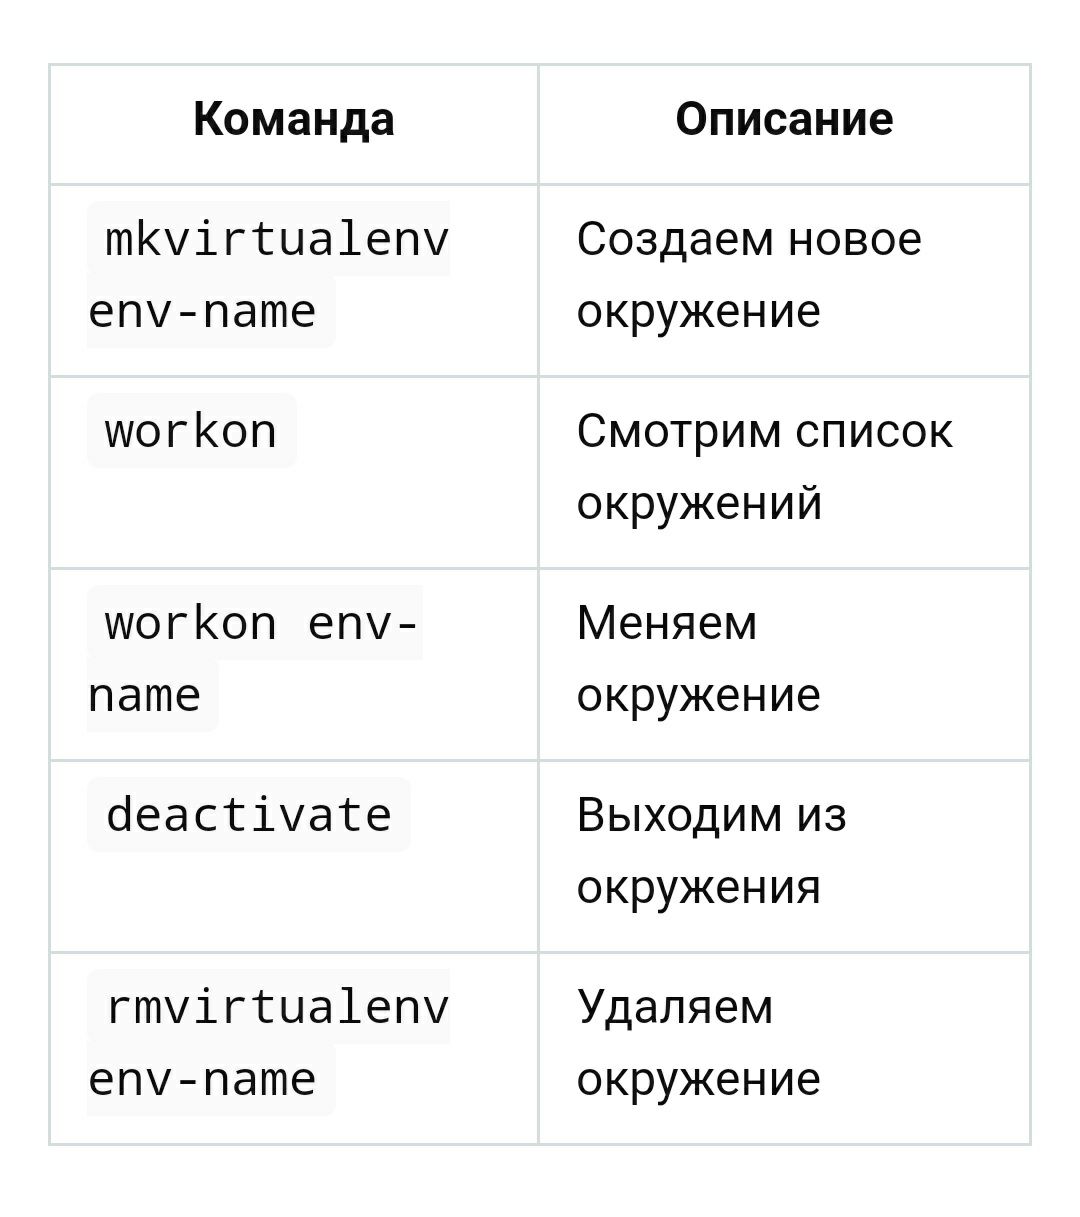 Команда Описание
mkvirtualenv Создаем новое
env-name окружение
workon Смотрим список
окружений
workon env- Меняем
name окружение
deactivate Выходим из
окружения
rmvirtualenv Удаляем
env-name окружение